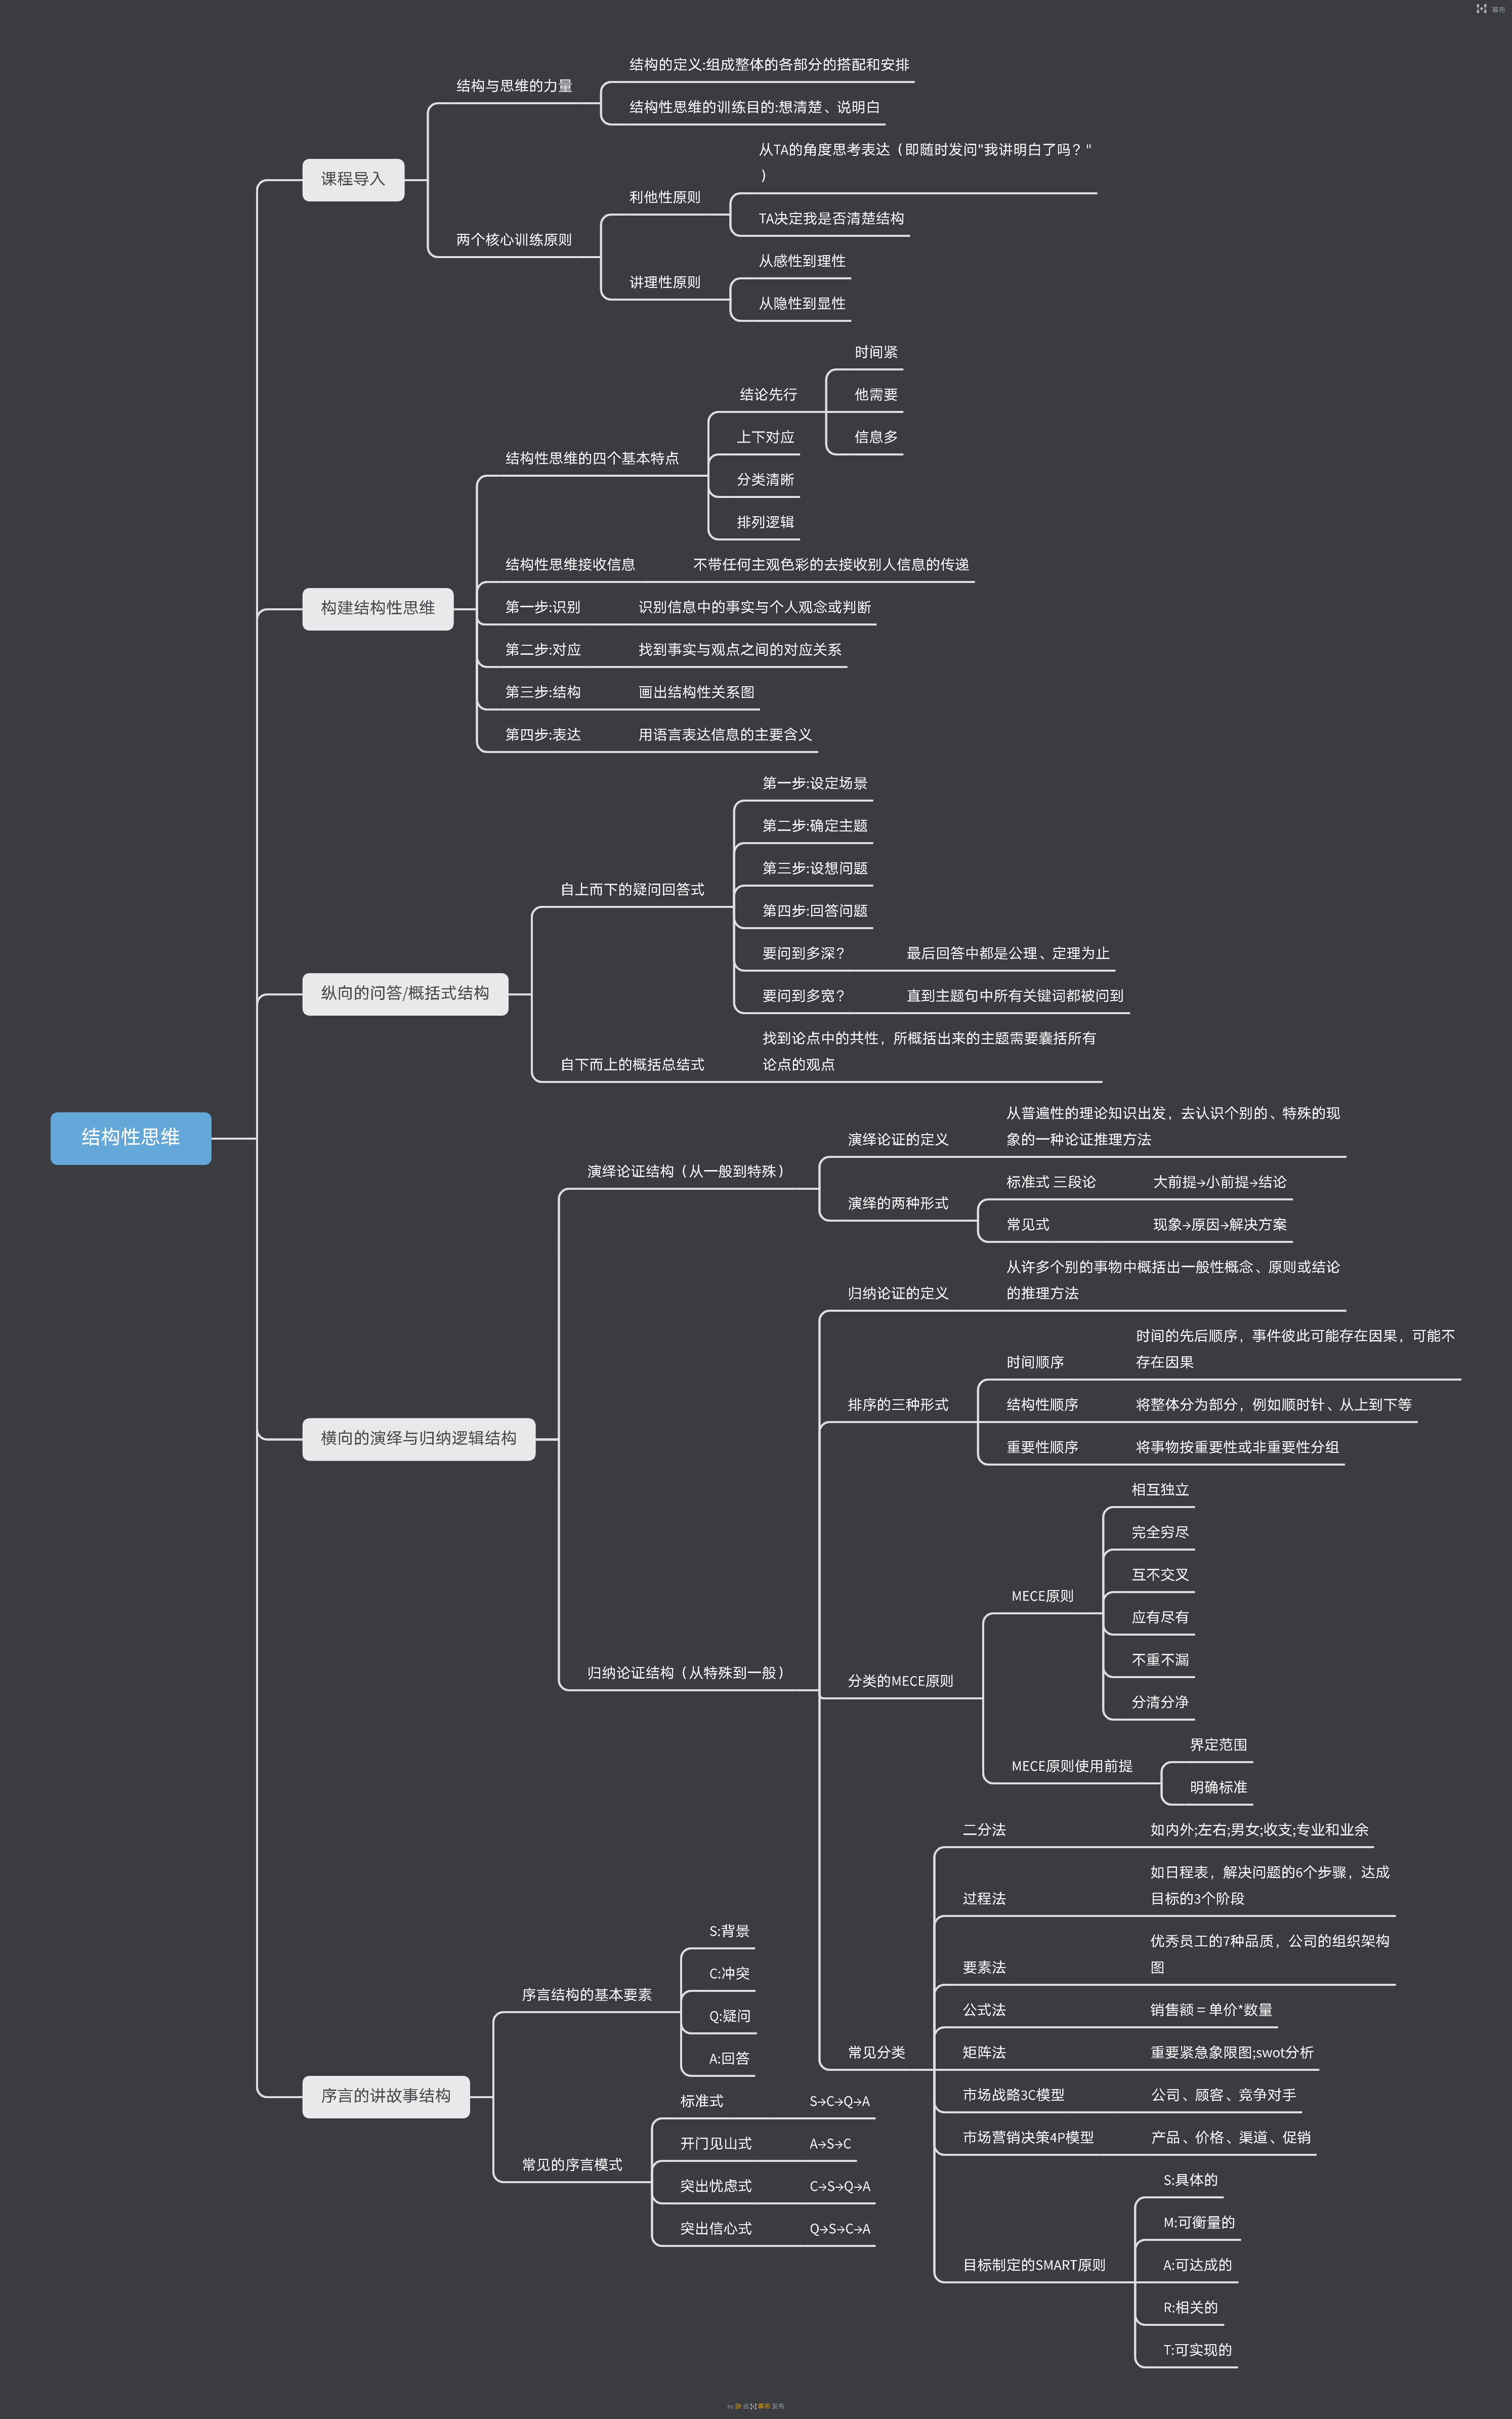 幕布
结构性思维
课程导入
结构与思维的力量
结构的定义:组成整体的各部分的搭配和安排
结构性思维的训练目的:想清楚、说明白
两个核心训练原则
利他性原则
从TA的角度思考表达（即随时发问"我讲明白了吗？"
）
TA决定我是否清楚结构
讲理性原则
从感性到理性
从隐性到显性
构建结构性思维
结构性思维的四个基本特点
结论先行
时间紧
他需要
信息多
上下对应
分类清晰
排列逻辑
结构性思维接收信息
不带任何主观色彩的去接收别人信息的传递
第一步:识别
识别信息中的事实与个人观念或判断
第二步:对应
找到事实与观点之间的对应关系
第三步:结构
画出结构性关系图
第四步:表达
用语言表达信息的主要含义
纵向的问答/概括式结构
自上而下的疑问回答式
第一步:设定场景
第二步:确定主题
第三步:设想问题
第四步:回答问题
要问到多深？
最后回答中都是公理、定理为止
要问到多宽？
直到主题句中所有关键词都被问到
自下而上的概括总结式
找到论点中的共性，所概括出来的主题需要囊括所有
论点的观点
横向的演绎与归纳逻辑结构
演绎论证结构（从一般到特殊）
演绎论证的定义
从普遍性的理论知识出发，去认识个别的、特殊的现
象的一种论证推理方法
演绎的两种形式
标准式 三段论
大前提→小前提→结论
常见式
现象→原因→解决方案
归纳论证结构（从特殊到一般）
归纳论证的定义
从许多个别的事物中概括出一般性概念、原则或结论
的推理方法
排序的三种形式
时间顺序
时间的先后顺序，事件彼此可能存在因果，可能不
存在因果
结构性顺序
将整体分为部分，例如顺时针、从上到下等
重要性顺序
将事物按重要性或非重要性分组
分类的MECE原则
MECE原则
相互独立
完全穷尽
互不交叉
应有尽有
不重不漏
分清分净
MECE原则使用前提
界定范围
明确标准
常见分类
二分法
如内外;左右;男女;收支;专业和业余
过程法
如日程表，解决问题的6个步骤，达成
目标的3个阶段
要素法
优秀员工的7种品质，公司的组织架构
图
公式法
销售额 = 单价*数量
矩阵法
重要紧急象限图;swot分析
市场战略3C模型
公司、顾客、竞争对手
市场营销决策4P模型
产品、价格、渠道、促销
目标制定的SMART原则
S:具体的
M:可衡量的
A:可达成的
R:相关的
T:可实现的
序言的讲故事结构
序言结构的基本要素
S:背景
C:冲突
Q:疑问
A:回答
常见的序言模式
标准式
S→C→Q→A
开门见山式
A→S→C
突出忧虑式
C→S→Q→A
突出信心式
Q→S→C→A
幕布 发布